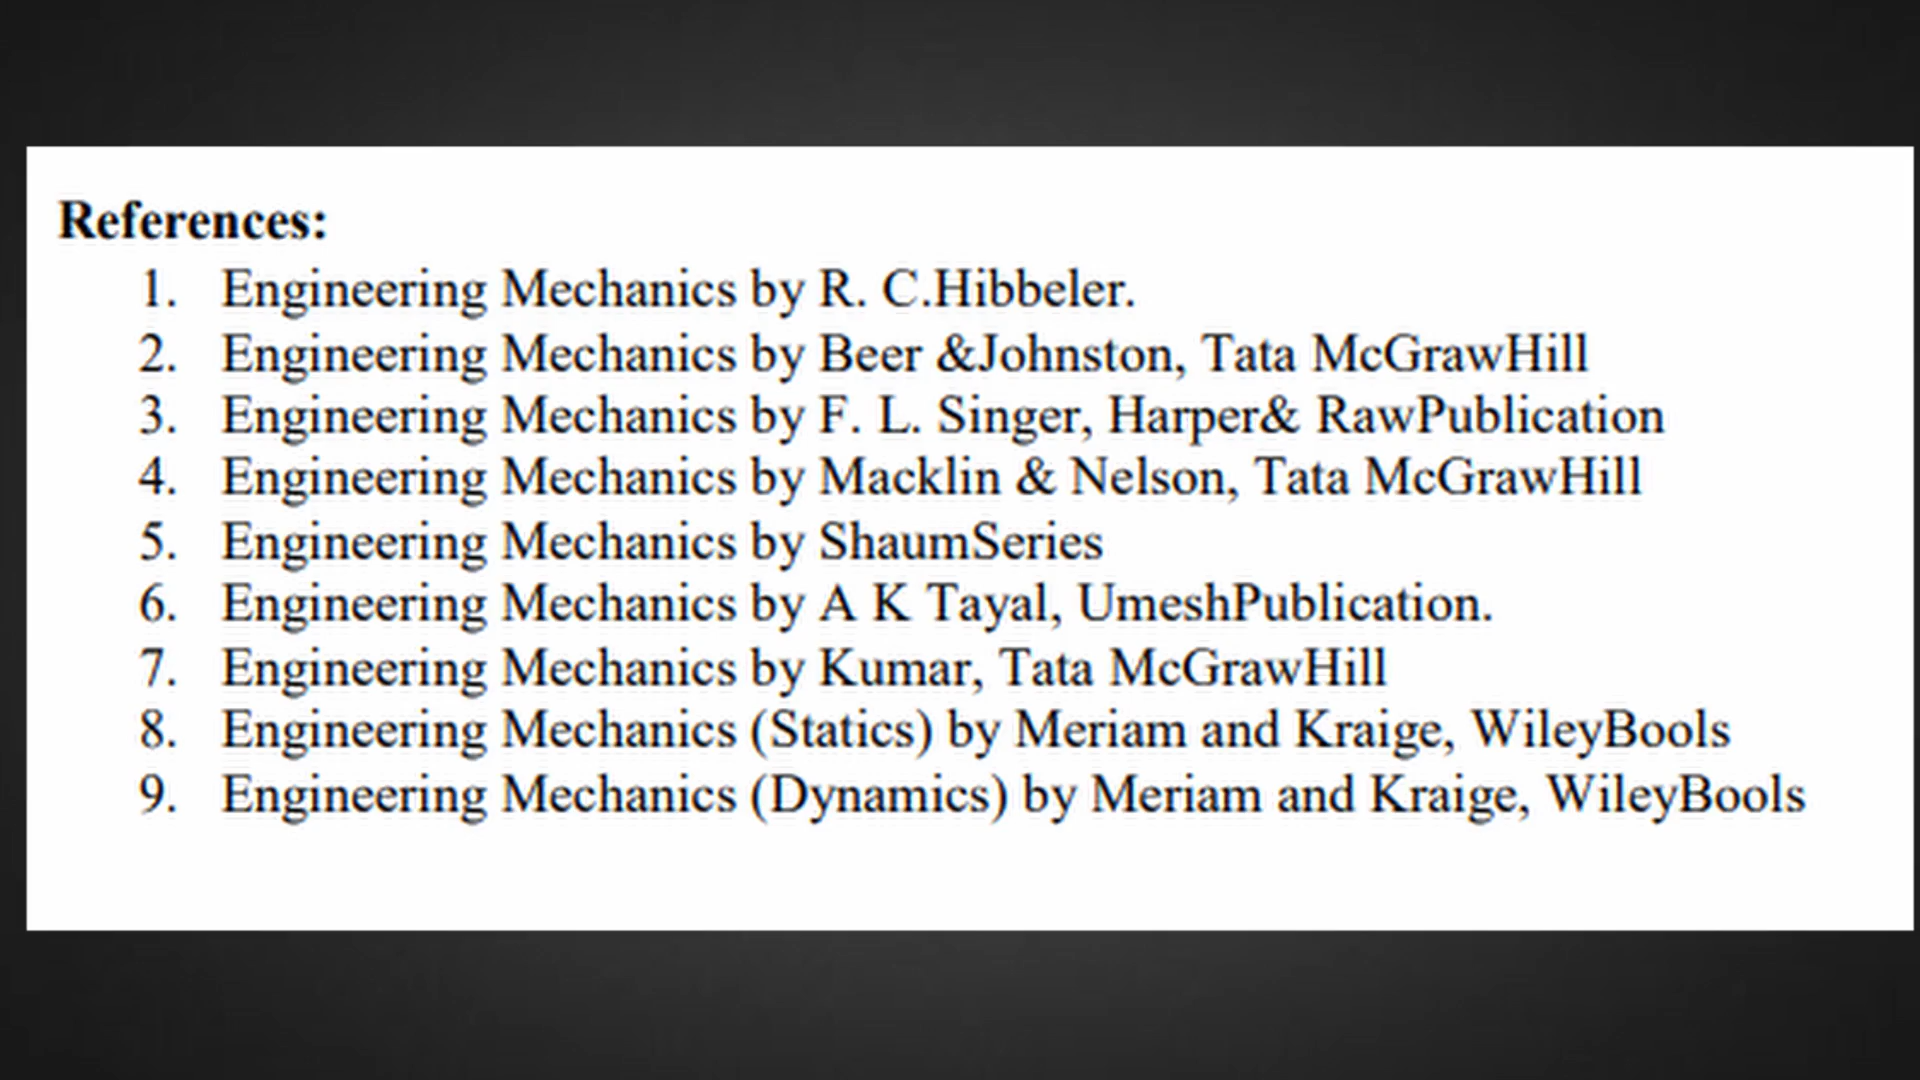 References:
1. Engineering Mechanics by R. C.Hibbeler.
2. Engineering Mechanics by Beer &Johnston, Tata McGrawHill
3. Engineering Mechanics by F. L. Singer, Harper& RawPublication
4. Engineering Mechanics by Macklin & Nelson, Tata McGrawHill
5. Engineering Mechanics by ShaumSeries
6. Engineering Mechanics by A K Tayal, UmeshPublication.
7. Engineering Mechanics by Kumar, Tata McGrawHill
8. Engineering Mechanics (Statics) by Meriam and Kraige, WileyBools
9. Engineering Mechanics (Dynamics) by Meriam and Kraige, WileyBools